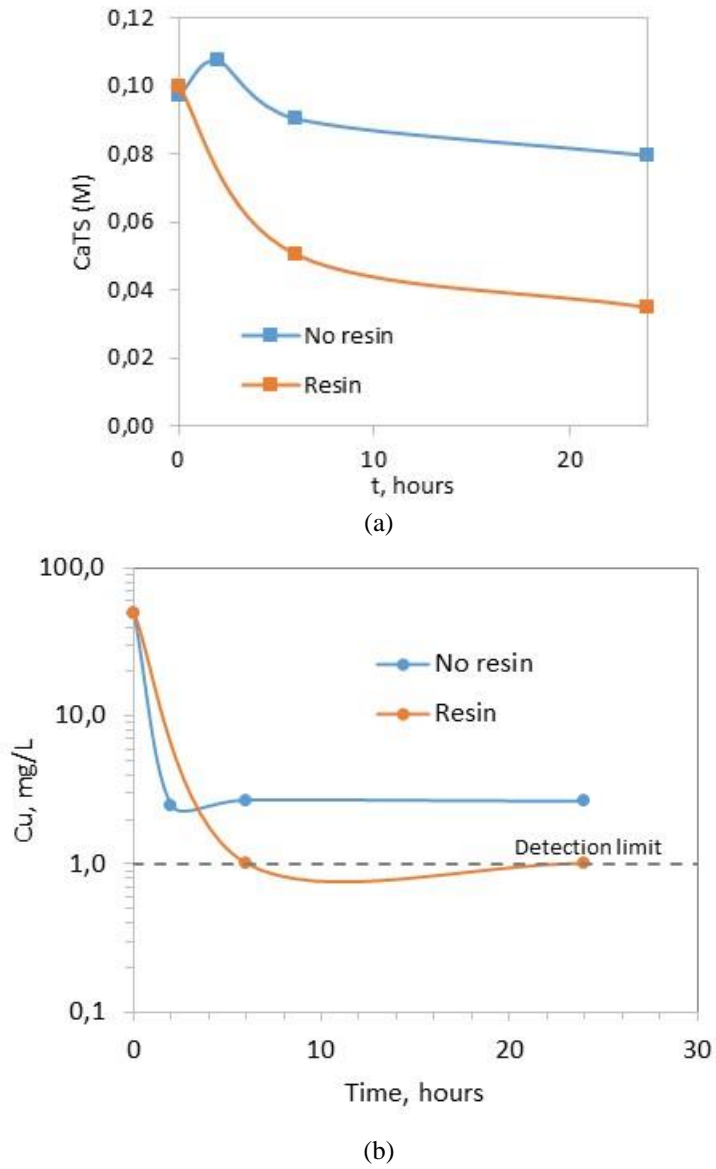 0,12
0,10
0,08
0,06
0,04
0,02
0,00
CaTS (M)
No resin
Resin
0
10
20
t, hours
(a)
100,0
10,0
1,0
0,1
Cu, mg/L
No resin
Resin
Detection limit
0
10
20
30
Time, hours
(b)